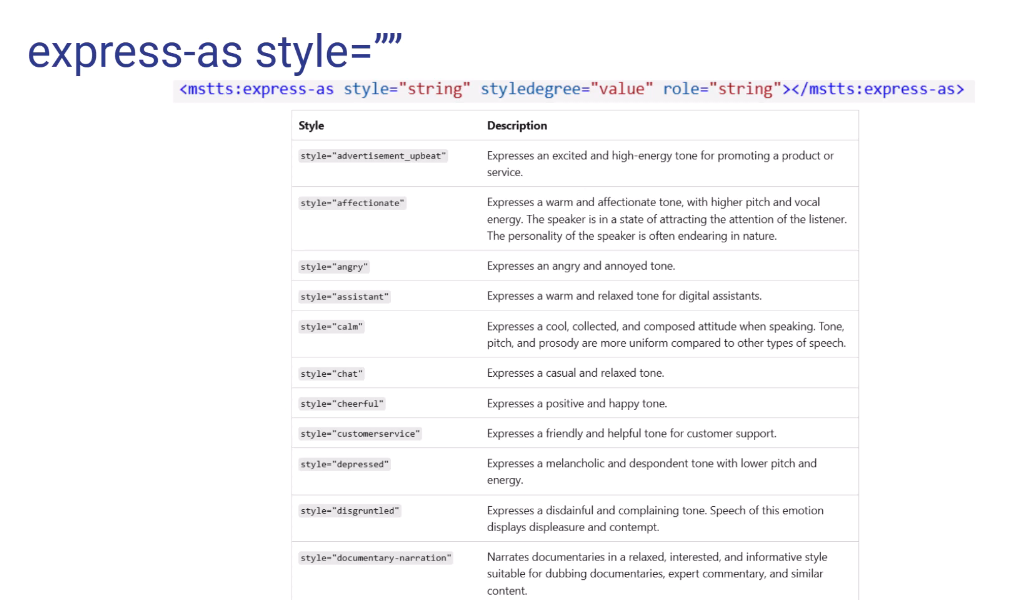 express-as style=””
<mstts:express-as style="string" styledegree="value" role="string"></mstts:express-as>
Style Description
style="advertisement_upbeat" Expresses an excited and high-energy tone for promoting a product or
service.
style="affectionate" Expresses a warm and affectionate tone, with higher pitch and vocal
energy. The speaker is in a state of attracting the attention of the listener.
The personality of the speaker is often endearing in nature.
style="angry" Expresses an angry and annoyed tone.
style="assistant" Expresses a warm and relaxed tone for digital assistants.
style="calm" Expresses a cool, collected, and composed attitude when speaking. Tone,
pitch, and prosody are more uniform compared to other types of speech.
style="chat" Expresses a casual and relaxed tone.
style="cheerful" Expresses a positive and happy tone.
style="customerservice" Expresses a friendly and helpful tone for customer support.
style="depressed" Expresses a melancholic and despondent tone with lower pitch and
energy.
style="disgruntled" Expresses a disdainful and complaining tone. Speech of this emotion
displays displeasure and contempt.
style="documentary-narration" Narrates documentaries in a relaxed, interested, and informative style
suitable for dubbing documentaries, expert commentary, and similar
content.